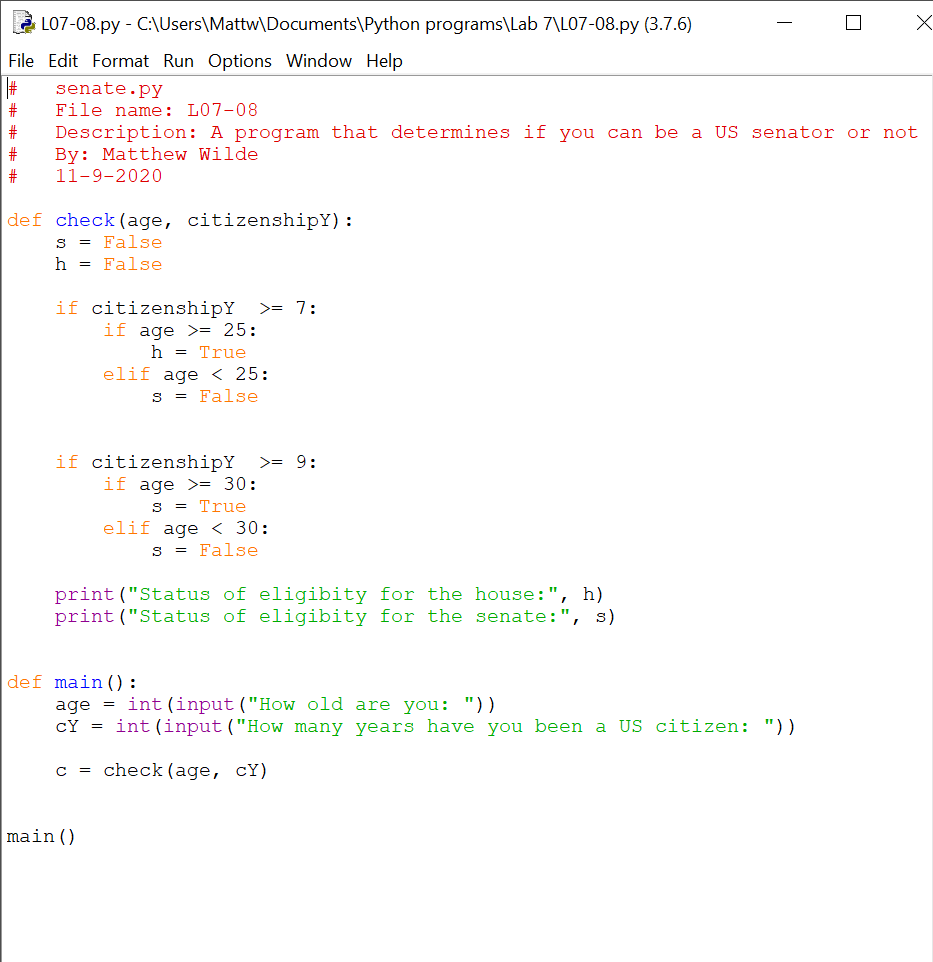 L07-08.py - C:\Users\Mattw\Documents\Python programs\Lab 7\L07-08.py (3.7.6)
File Edit Format Run Options Window Help
#   senate.py
#   File name: L07-08
#   Description: A program that determines if you can be a US senator or not
#   By: Matthew Wilde
#   11-9-2020
def check(age, citizenshipY):
    s = False
    h = False
    if citizenshipY  >= 7:
        if age >= 25:
            h = True
        elif age < 25:
            s = False
    if citizenshipY  >= 9:
        if age >= 30:
            s = True
        elif age < 30:
            s = False
    print("Status of eligibity for the house:", h)
    print("Status of eligibity for the senate:", s)
def main():
    age = int(input("How old are you: "))
    cY = int(input("How many years have you been a US citizen: "))
    c = check(age, cY)
main()